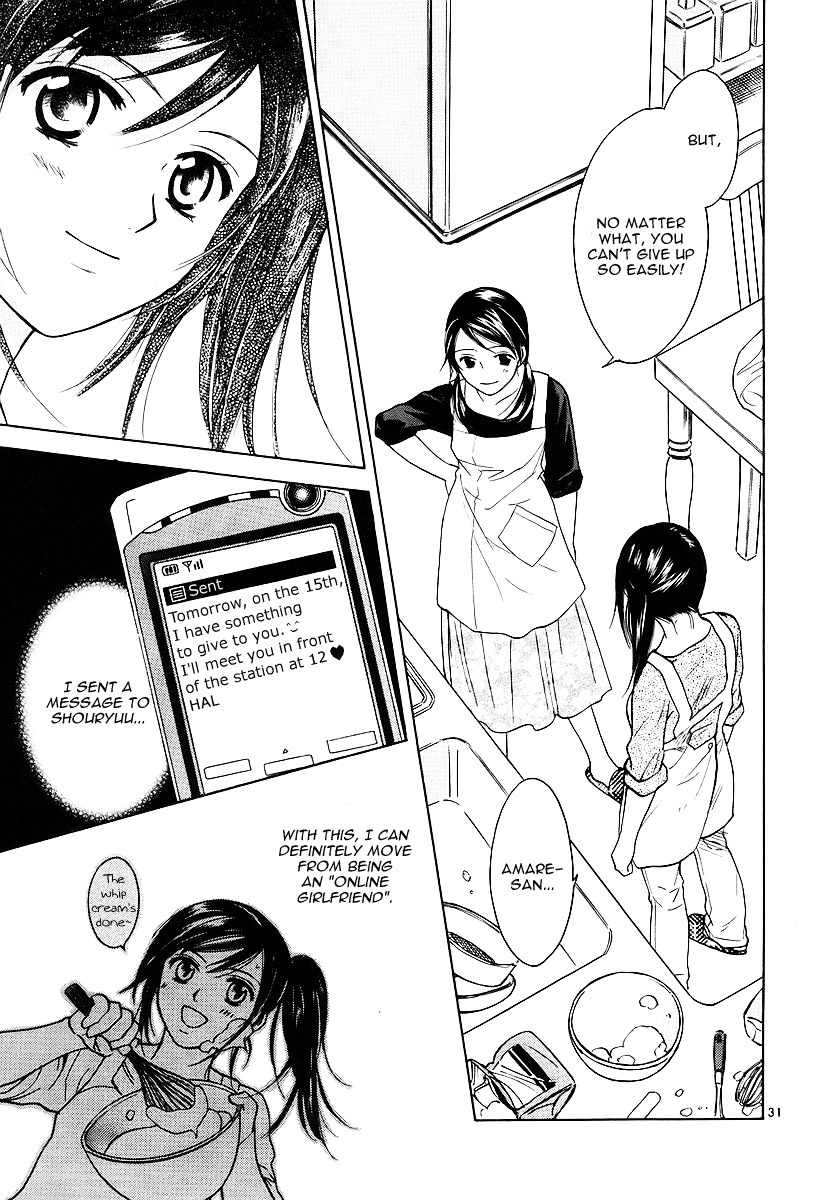 BUT,
NO MATTER
WHAT, YOU
CAN'T GIVE UP
SO EASILY!
AMARE-
SAN...
Sent
Tomorrow, on the 15th,
I have something
to give to you.
I'll meet you in front
of the station at 12♥
HAL
I SENT A
MESSAGE TO
SHOURYUU...
WITH THIS, I CAN
DEFINITELY MOVE
FROM BEING
AN "ONLINE
GIRLFRIEND".
The
whip
cream's
done~
31